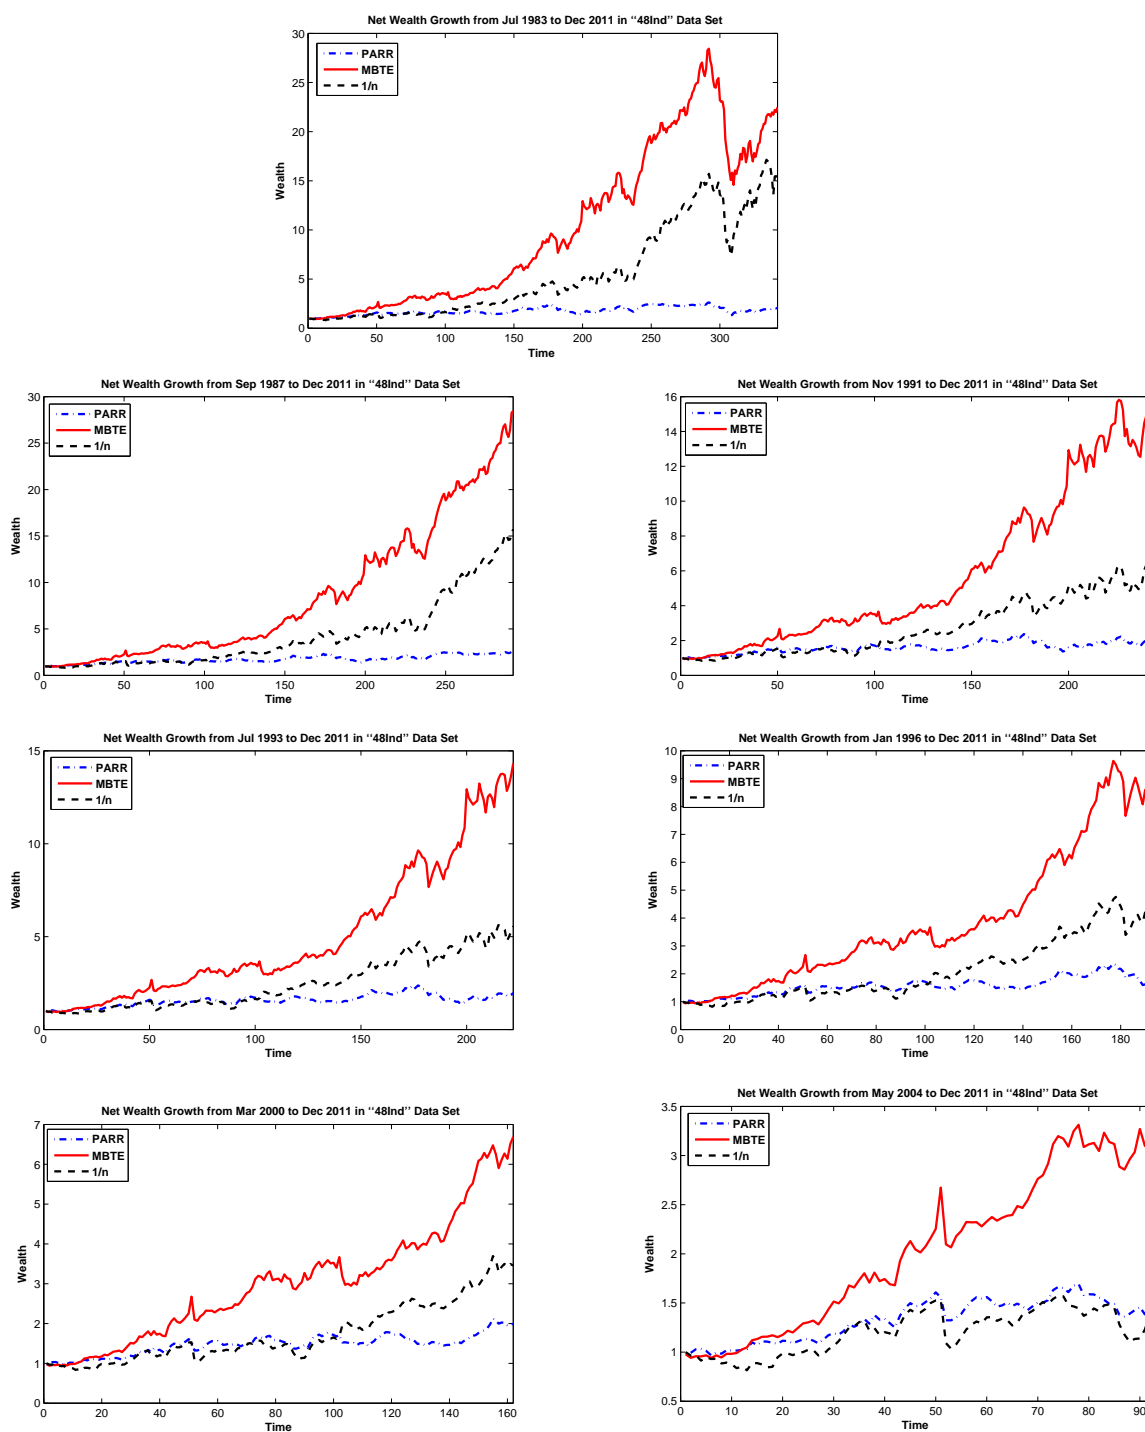 Net Wealth Growth from Jul 1983 to Dec 2011 in "48Ind" Data Set
PARR
MBTE
1/n
Wealth
30
25
20
15
10
5
0
0 50 100 150 200 250 300
Time
Net Wealth Growth from Sep 1987 to Dec 2011 in "48Ind" Data Set
PARR
MBTE
1/n
Wealth
30
25
20
15
10
5
0
0 50 100 150 200 250
Time
Net Wealth Growth from Nov 1991 to Dec 2011 in "48Ind" Data Set
PARR
MBTE
1/n
Wealth
16
14
12
10
8
6
4
2
0
0 50 100 150 200
Time
Net Wealth Growth from Jul 1993 to Dec 2011 in "48Ind" Data Set
PARR
MBTE
1/n
Wealth
15
10
5
0
0 50 100 150 200
Time
Net Wealth Growth from Jan 1996 to Dec 2011 in "48Ind" Data Set
PARR
MBTE
1/n
Wealth
10
9
8
7
6
5
4
3
2
1
0
0 20 40 60 80 100 120 140 160 180
Time
Net Wealth Growth from Mar 2000 to Dec 2011 in "48Ind" Data Set
PARR
MBTE
1/n
Wealth
7
6
5
4
3
2
1
0
0 20 40 60 80 100 120 140 160
Time
Net Wealth Growth from May 2004 to Dec 2011 in "48Ind" Data Set
PARR
MBTE
1/n
Wealth
3.5
3
2.5
2
1.5
1
0.5
0 10 20 30 40 50 60 70 80 90
Time